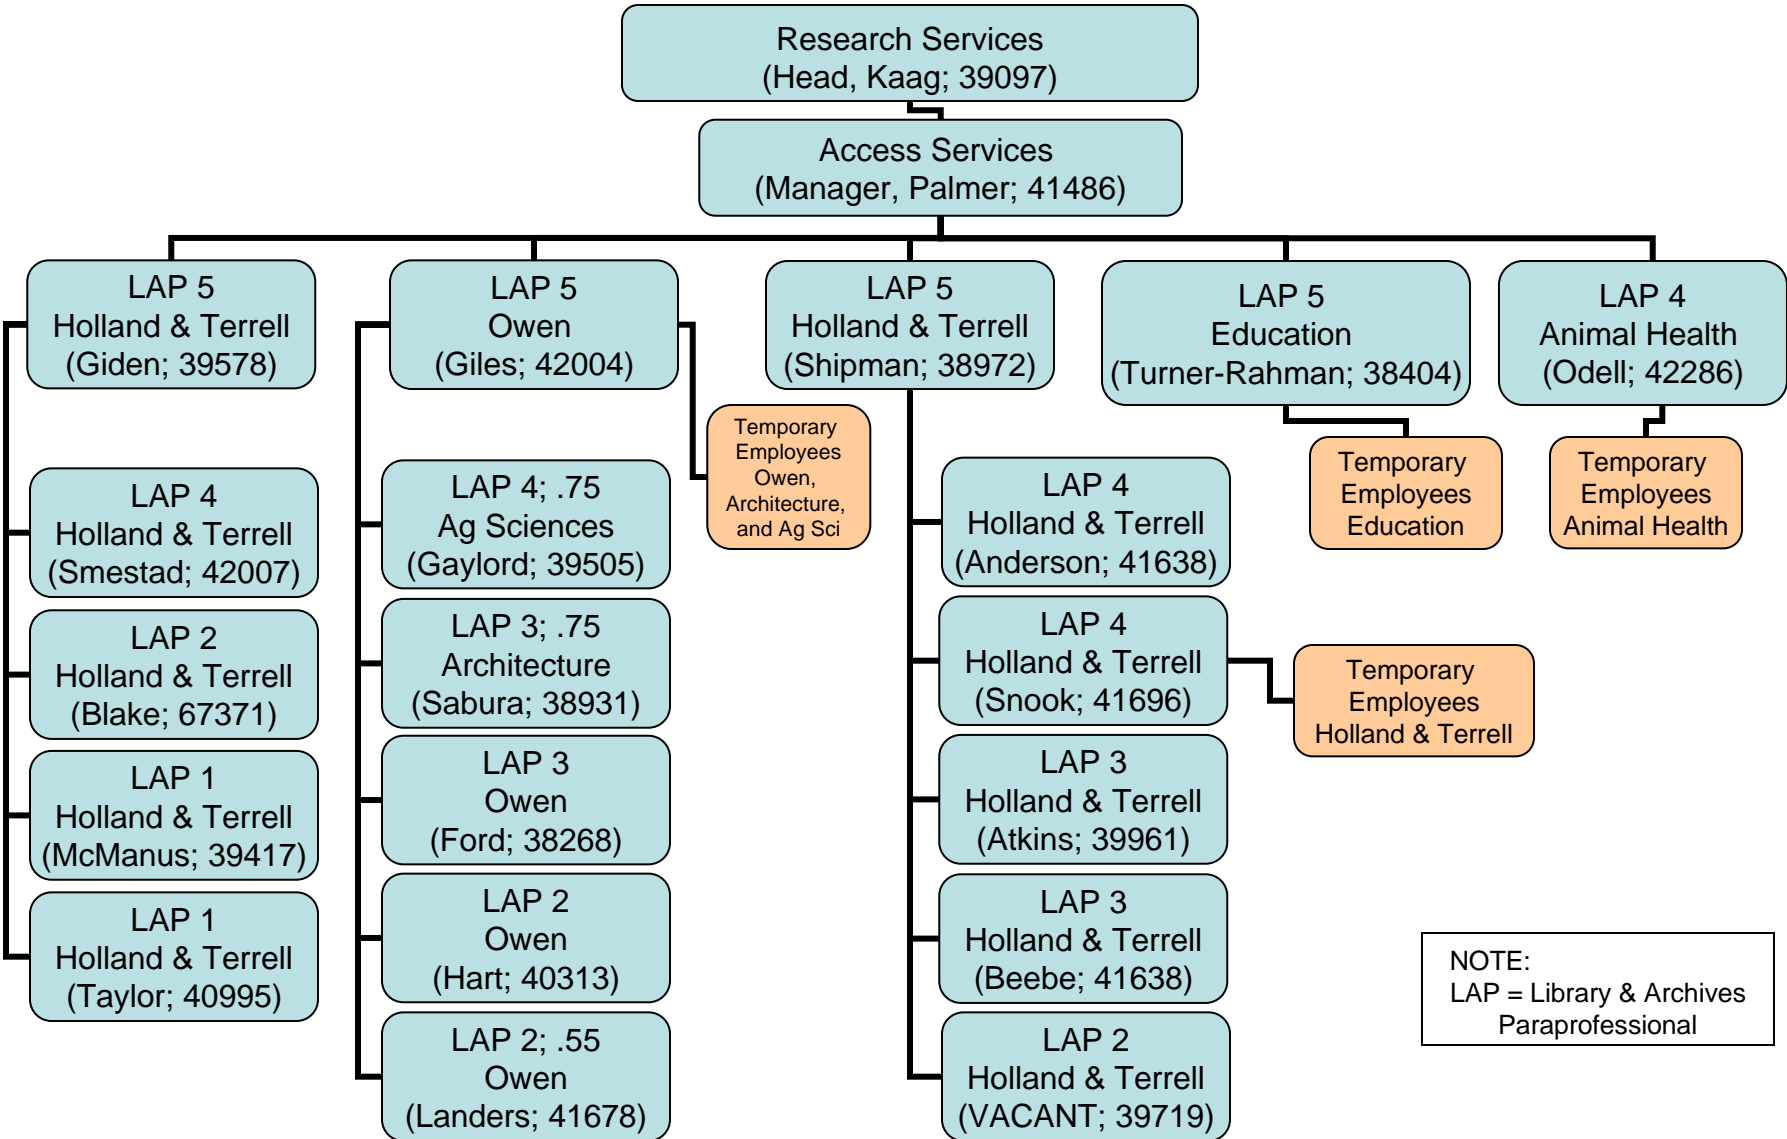 Research Services
(Head, Kaag; 39097)
Access Services
(Manager, Palmer; 41486)
LAP 5
Holland & Terrell
(Giden; 39578)
LAP 5
Owen
(Giles; 42004)
LAP 5
Holland & Terrell
(Shipman; 38972)
LAP 5
Education
(Turner-Rahman; 38404)
LAP 4
Animal Health
(Odell; 42286)
LAP 4
Holland & Terrell
(Smestad; 42007)
LAP 2
Holland & Terrell
(Blake; 67371)
LAP 1
Holland & Terrell
(McManus; 39417)
LAP 1
Holland & Terrell
(Taylor; 40995)
Temporary
Employees
Owen,
Architecture,
and Ag Sci
LAP 4; .75
Ag Sciences
(Gaylord; 39505)
LAP 3; .75
Architecture
(Sabura; 38931)
LAP 3
Owen
(Ford; 38268)
LAP 2
Owen
(Hart; 40313)
LAP 2; .55
Owen
(Landers; 41678)
LAP 4
Holland & Terrell
(Anderson; 41638)
LAP 4
Holland & Terrell
(Snook; 41696)
Temporary
Employees
Holland & Terrell
LAP 3
Holland & Terrell
(Atkins; 39961)
LAP 3
Holland & Terrell
(Beebe; 41638)
LAP 2
Holland & Terrell
(VACANT; 39719)
Temporary
Employees
Education
Temporary
Employees
Animal Health
NOTE:
LAP = Library & Archives
Paraprofessional